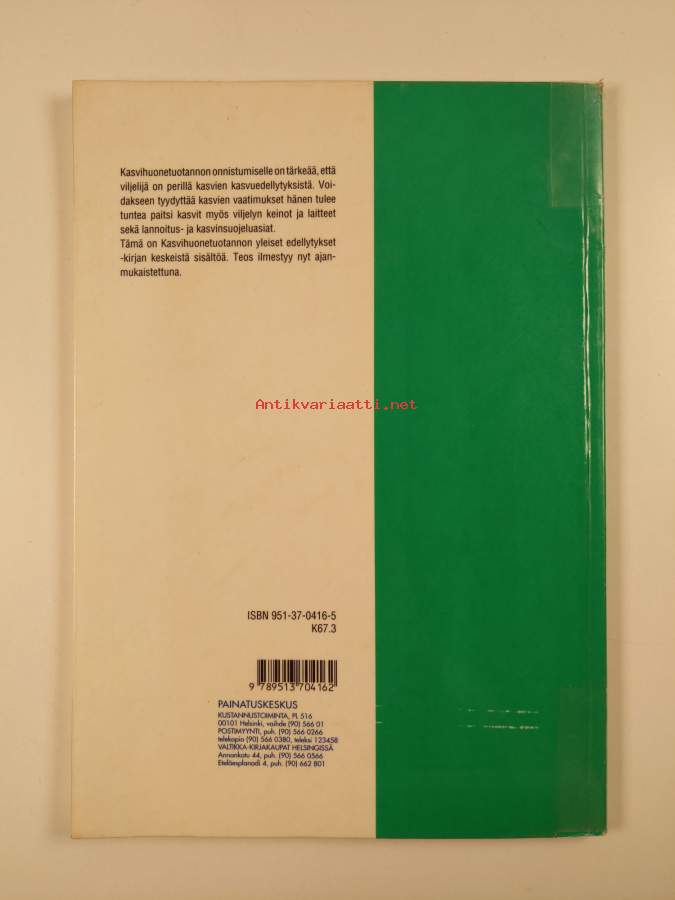 Kasvihuonetuotannon onnistumiselle on tärkeää, että
viljelijä on perillä kasvien kasvuedellytyksistä. Voi-
dakseen tyydyttää kasvien vaatimukset hänen tulee
tuntea paitsi kasvit myös viljelyn keinot ja laitteet
sekä lannoitus- ja kasvinsuojeluasiat.
Tämä on Kasvihuonetuotannon yleiset edellytykset
-kirjan keskeistä sisältöä. Teos ilmestyy nyt ajan-
mukaistettuna.
Antikvariaatti.net
ISBN 951-37-0416-5
K67.3
9 789513 704162
PAINATUSKESKUS
KUSTANNUSTOIMINTA, PL 516
00101 Helsinki, vaihde (90) 566 01
POSTIMYYNTI, puh. (90) 566 0266
telekopio (90) 566 0380, teleksi 123458
VALTIKKA-KIRJAKAUPAT HELSINGISSÄ
Annankatu 44, puh. (90) 566 0566
Eteläesplanadi 4, puh. (90) 662 801